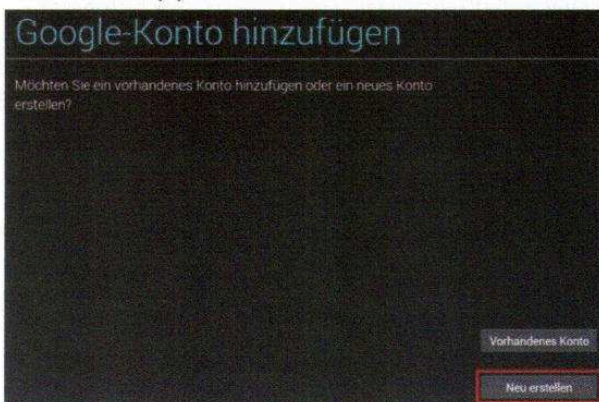 Google-Konto hinzufügen
Möchten Sie ein vorhandenes Konto hinzufügen oder ein neues Konto
erstellen?
Vorhandenes Konto
Neu erstellen